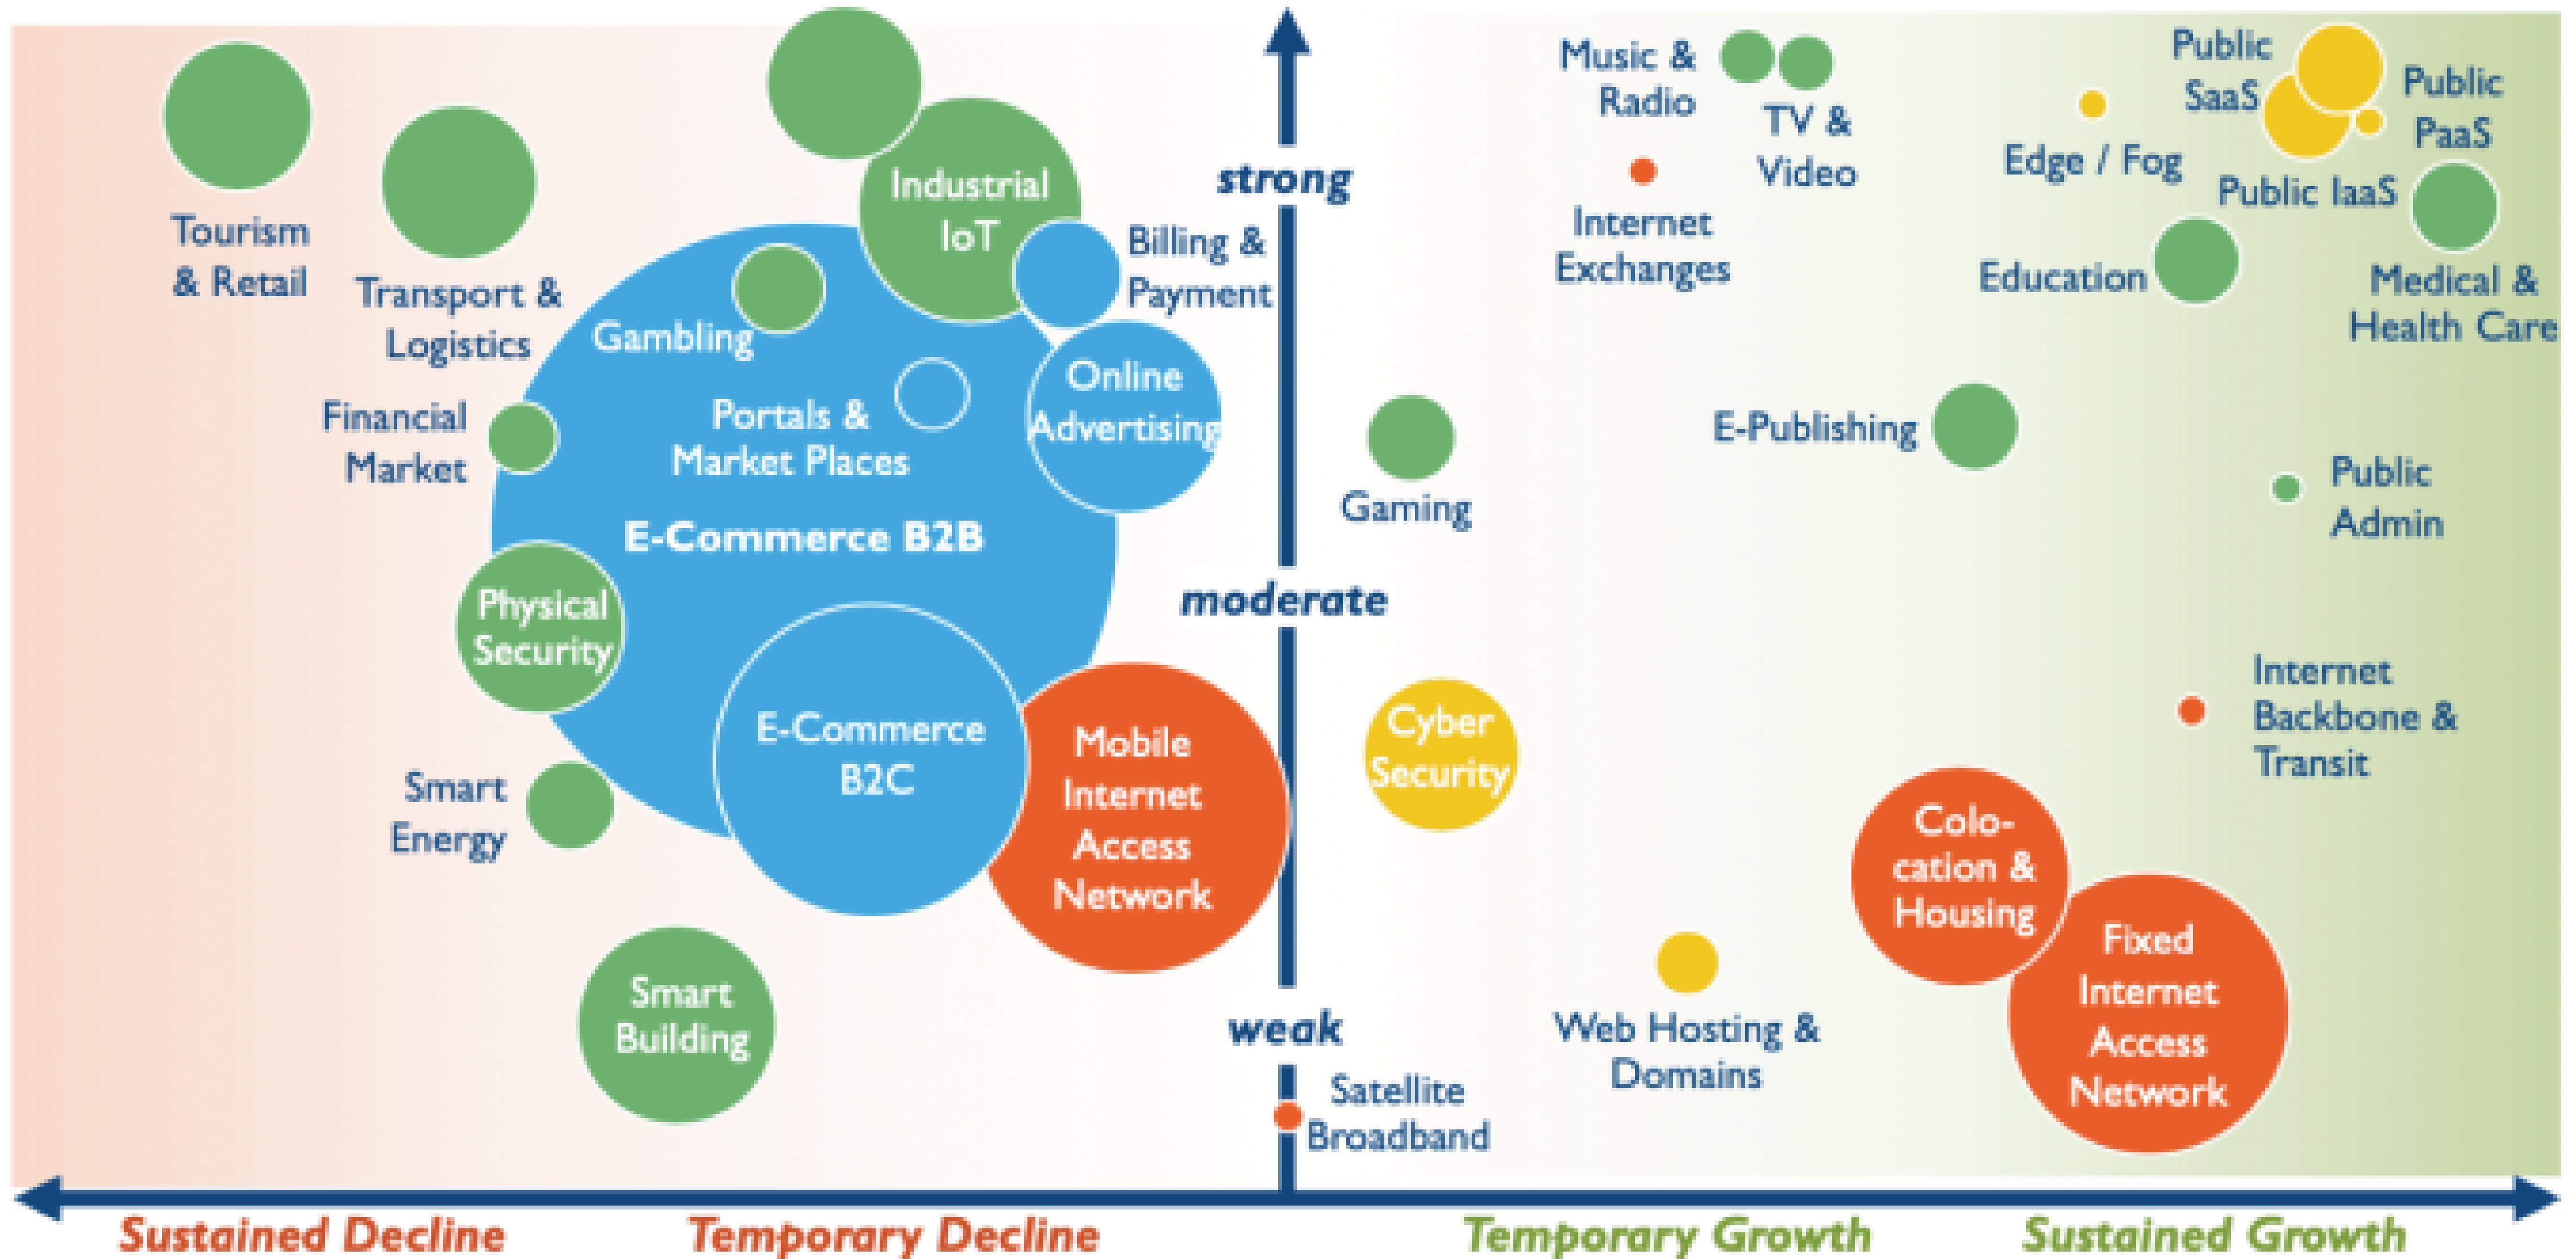 Music &
Radio
TV &
Video
Public
SaaS
Public
PaaS
Edge / Fog
Public IaaS
strong
Industrial
IoT
Tourism
& Retail
Transport &
Logistics
Billing &
Payment
Internet
Exchanges
Education
Medical &
Health Care
Gambling
Financial
Market
Portals &
Market Places
Online
Advertising
E-Publishing
Gaming
Public
Admin
E-Commerce B2B
moderate
Physical
Security
E-Commerce
B2C
Mobile
Internet
Access
Network
Cyber
Security
Internet
Backbone &
Transit
Smart
Energy
Colo-
cation &
Housing
Fixed
Internet
Access
Network
Smart
Building
weak
Web Hosting &
Domains
Satellite
Broadband
Sustained Decline
Temporary Decline
Temporary Growth
Sustained Growth